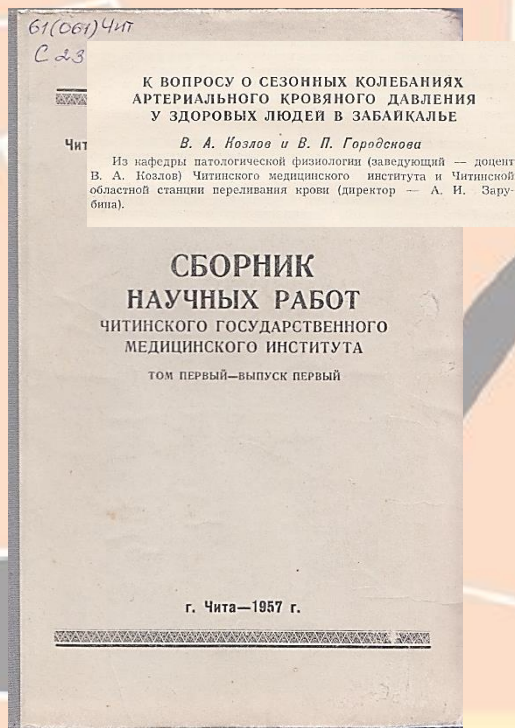 61(061)Чит
С 23
К ВОПРОСУ О СЕЗОННЫХ КОЛЕБАНИЯХ
АРТЕРИАЛЬНОГО КРОВЯНОГО ДАВЛЕНИЯ
У ЗДОРОВЫХ ЛЮДЕЙ В ЗАБАЙКАЛЬЕ
В. А. Козлов и В. П. Городскова
Из кафедры патологической физиологии (заведующий — доцент
В. А. Козлов) Читинского медицинского института и Читинской
областной станции переливания крови (директор — А. И. Зару-
бина).
СБОРНИК
НАУЧНЫХ РАБОТ
ЧИТИНСКОГО ГОСУДАРСТВЕННОГО
МЕДИЦИНСКОГО ИНСТИТУТА
ТОМ ПЕРВЫЙ—ВЫПУСК ПЕРВЫЙ
г. Чита—1957 г.